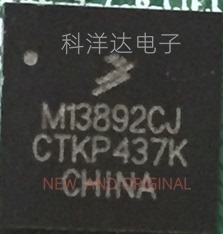 科洋达电子
M13892CJ
CTKP437K
NEW AND ORIGINAL
CHINA